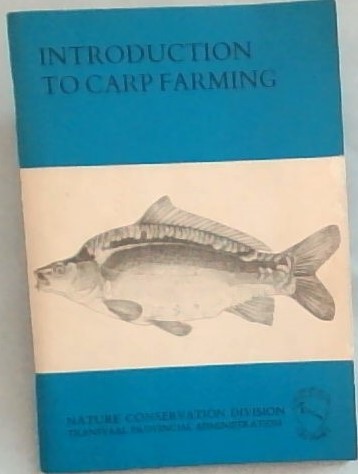 INTRODUCTION
TO CARP FARMING
NATURE CONSERVATION DIVISION
TRANSVAAL PROVINCIAL ADMINISTRATION